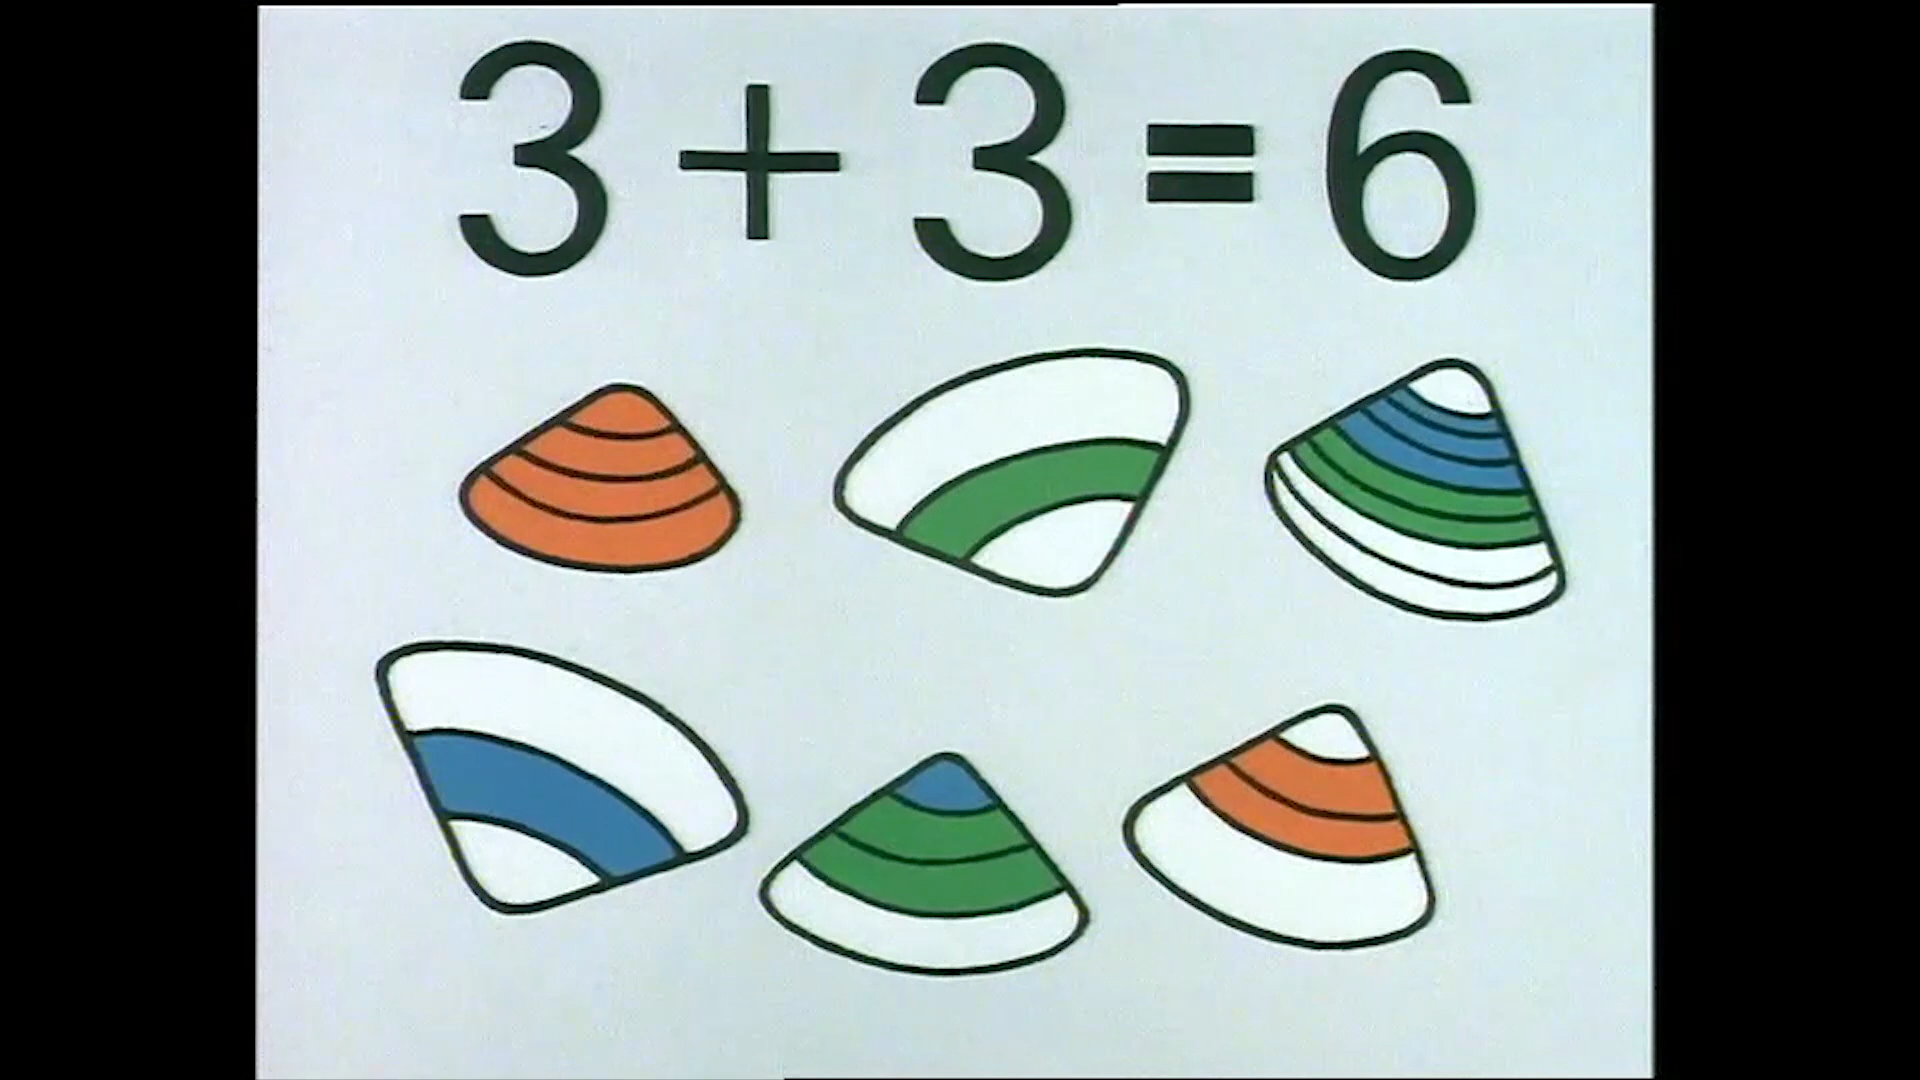 3 + 3 = 6